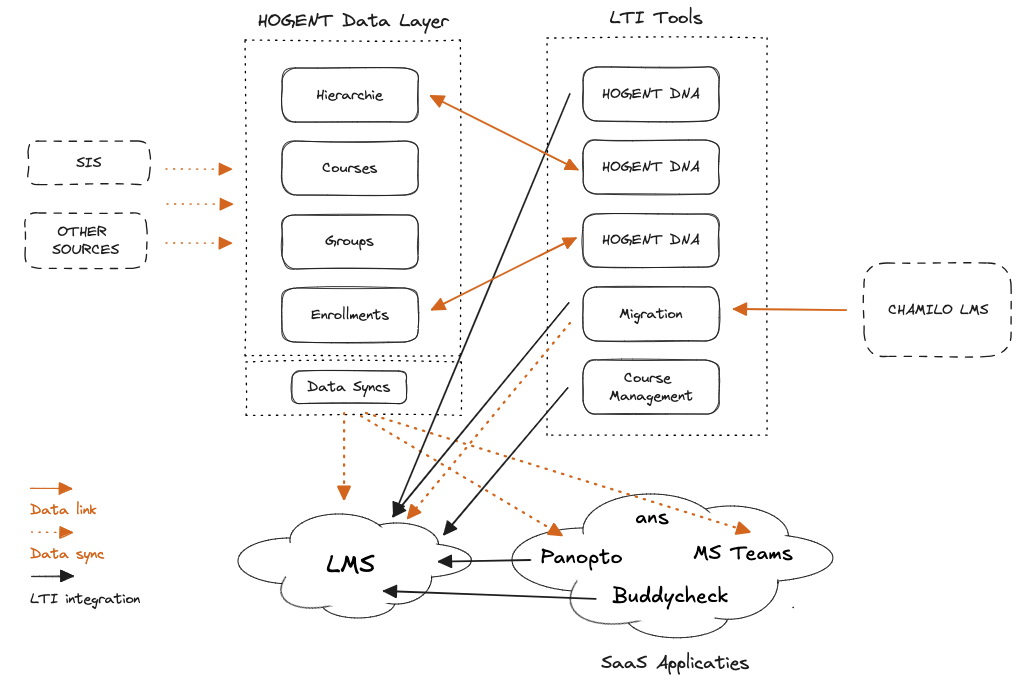 HOGENT Data Layer
LTI Tools
Hierarchie
Courses
Groups
Enrollments
Data Syncs
HOGENT DNA
HOGENT DNA
HOGENT DNA
Migration
Course
Management
SIS
OTHER
SOURCES
CHAMILO LMS
Data link
Data sync
LTI integration
LMS
ans
Panopto
MS Teams
Buddycheck
SaaS Applicaties